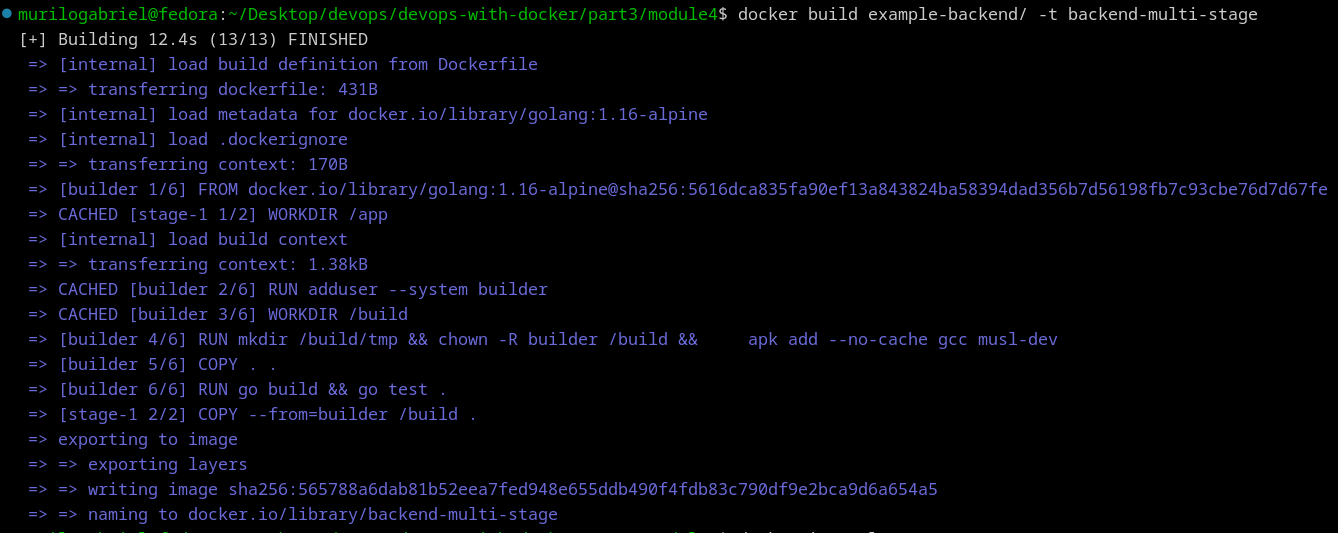 murilogabriel@fedora:~/Desktop/devops/devops-with-docker/part3/module4$ docker build example-backend/ -t backend-multi-stage
[+] Building 12.4s (13/13) FINISHED
=> [internal] load build definition from Dockerfile
=> => transferring dockerfile: 431B
=> [internal] load metadata for docker.io/library/golang:1.16-alpine
=> [internal] load .dockerignore
=> => transferring context: 170B
=> [builder 1/6] FROM docker.io/library/golang:1.16-alpine@sha256:5616dca835fa90ef13a843824ba58394dad356b7d56198fb7c93cbe76d7d67fe
=> CACHED [stage-1 1/2] WORKDIR /app
=> [internal] load build context
=> => transferring context: 1.38kB
=> CACHED [builder 2/6] RUN adduser --system builder
=> CACHED [builder 3/6] WORKDIR /build
=> [builder 4/6] RUN mkdir /build/tmp && chown -R builder /build &&     apk add --no-cache gcc musl-dev
=> [builder 5/6] COPY . .
=> [builder 6/6] RUN go build && go test .
=> [stage-1 2/2] COPY --from=builder /build .
=> exporting to image
=> => exporting layers
=> => writing image sha256:565788a6dab81b52eea7fed948e655ddb490f4fdb83c790df9e2bca9d6a654a5
=> => naming to docker.io/library/backend-multi-stage